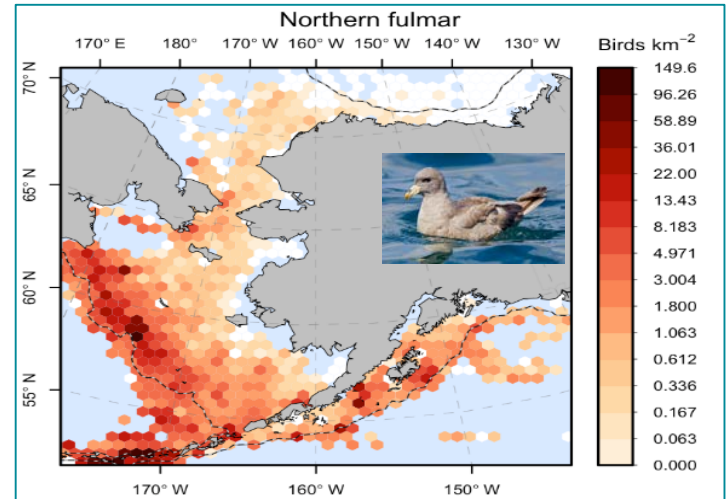 Northern fulmar
170° E 180° 170° W 160° W 150° W 140° W 130° W
Birds km⁻²
70° N
65° N
60° N
55° N
149.6
96.26
58.89
36.01
22.00
13.43
8.183
4.971
3.004
1.800
1.063
0.612
0.336
0.167
0.063
0.000
170° W 160° W 150° W